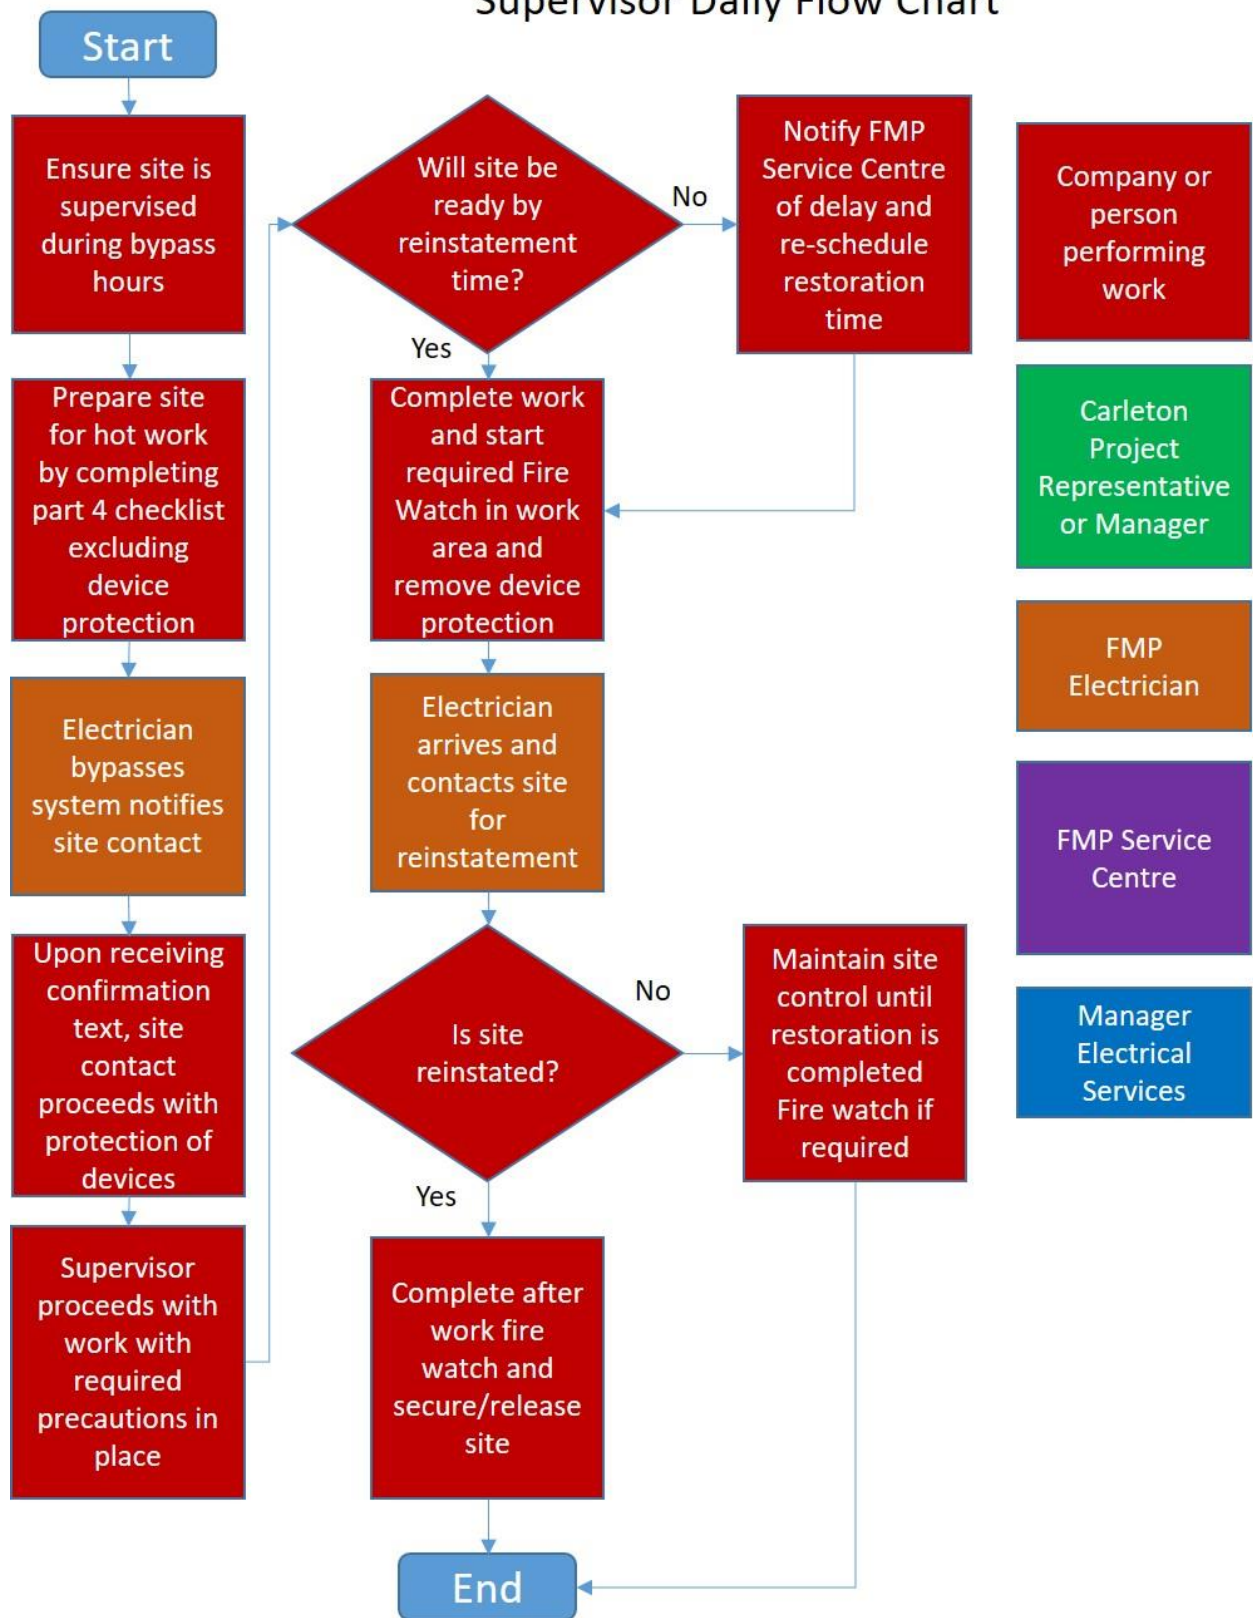 Supervisor Daily Flow Chart
Start
Ensure site is
supervised
during bypass
hours
Prepare site
for hot work
by completing
part 4 checklist
excluding
device
protection
Electrician
bypasses
system notifies
site contact
Upon receiving
confirmation
text, site
contact
proceeds with
protection of
devices
Supervisor
proceeds with
work with
required
precautions in
place
Will site be
ready by
reinstatement
time?
No
Notify FMP
Service Centre
of delay and
re-schedule
restoration
time
Yes
Complete work
and start
required Fire
Watch in work
area and
remove device
protection
Electrician
arrives and
contacts site
for
reinstatement
Is site
reinstated?
No
Maintain site
control until
restoration is
completed
Fire watch if
required
Yes
Complete after
work fire
watch and
secure/release
site
End
Company or
person
performing
work
Carleton
Project
Representative
or Manager
FMP
Electrician
FMP Service
Centre
Manager
Electrical
Services